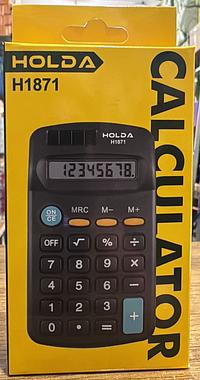 HOLDA
H1871
CALCULATOR
HOLDA
H1871
12345678.
ON
CE
MRC M- M+
OFF √ % ÷
7 8 9 ×
4 5 6 −
1 2 3 +
0 • =